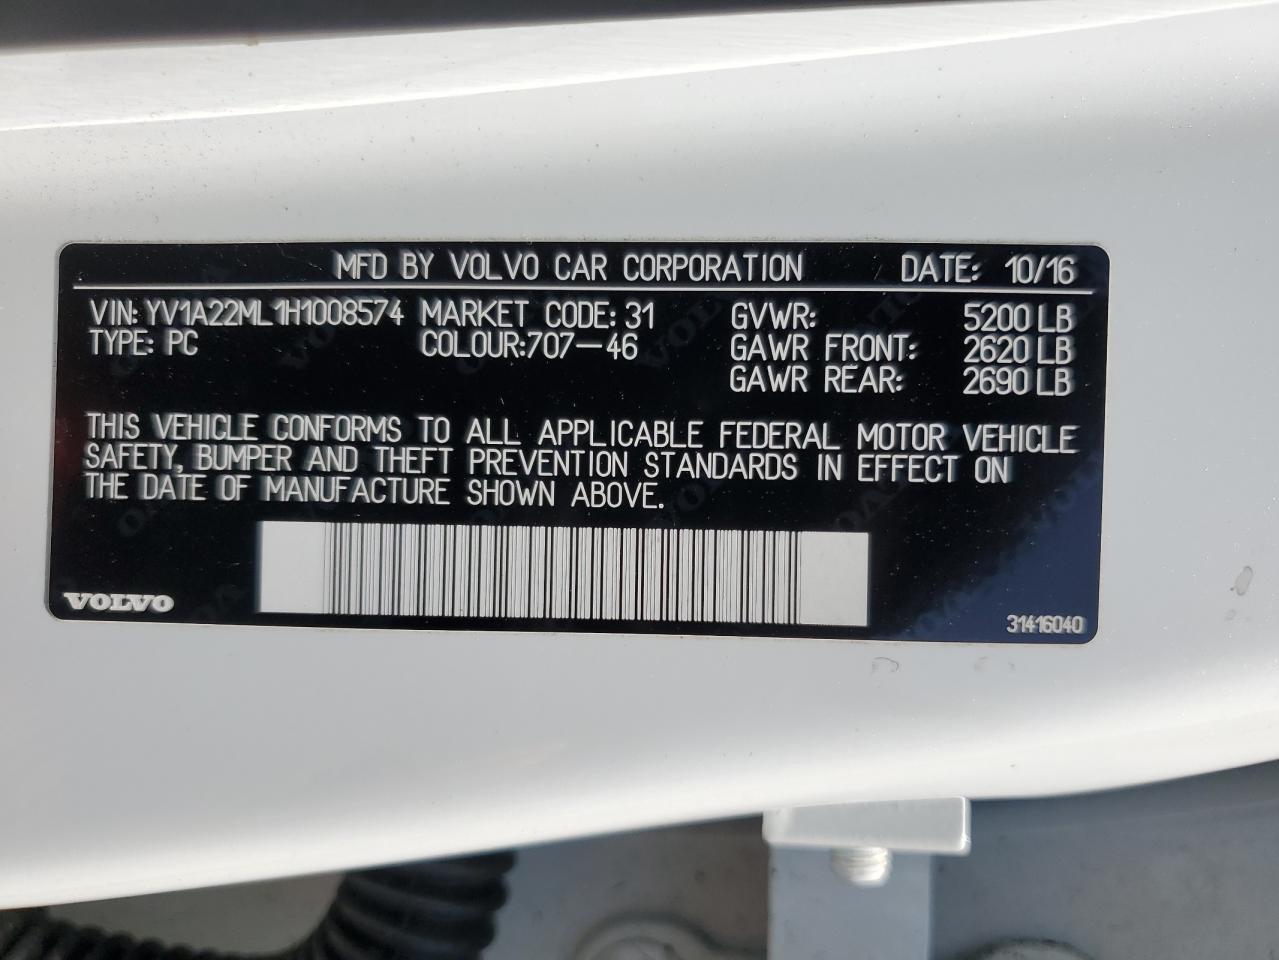 MFD BY VOLVO CAR CORPORATION DATE: 10/16
VIN: YV1A22ML1H1008574 MARKET CODE: 31 GVWR: 5200 LB
TYPE: PC COLOUR:707-46 GAWR FRONT: 2620 LB
GAWR REAR: 2690 LB
THIS VEHICLE CONFORMS TO ALL APPLICABLE FEDERAL MOTOR VEHICLE
SAFETY, BUMPER AND THEFT PREVENTION STANDARDS IN EFFECT ON
THE DATE OF MANUFACTURE SHOWN ABOVE.
VOLVO
31416040